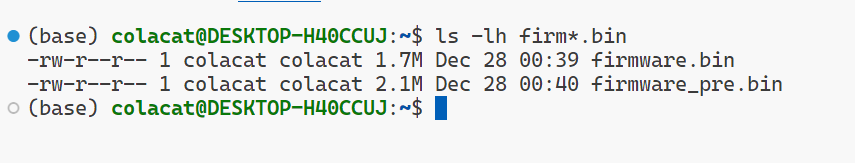 (base) colacat@DESKTOP-H40CCUJ:~$ ls -lh firm*.bin
-rw-r--r-- 1 colacat colacat 1.7M Dec 28 00:39 firmware.bin
-rw-r--r-- 1 colacat colacat 2.1M Dec 28 00:40 firmware_pre.bin
(base) colacat@DESKTOP-H40CCUJ:~$